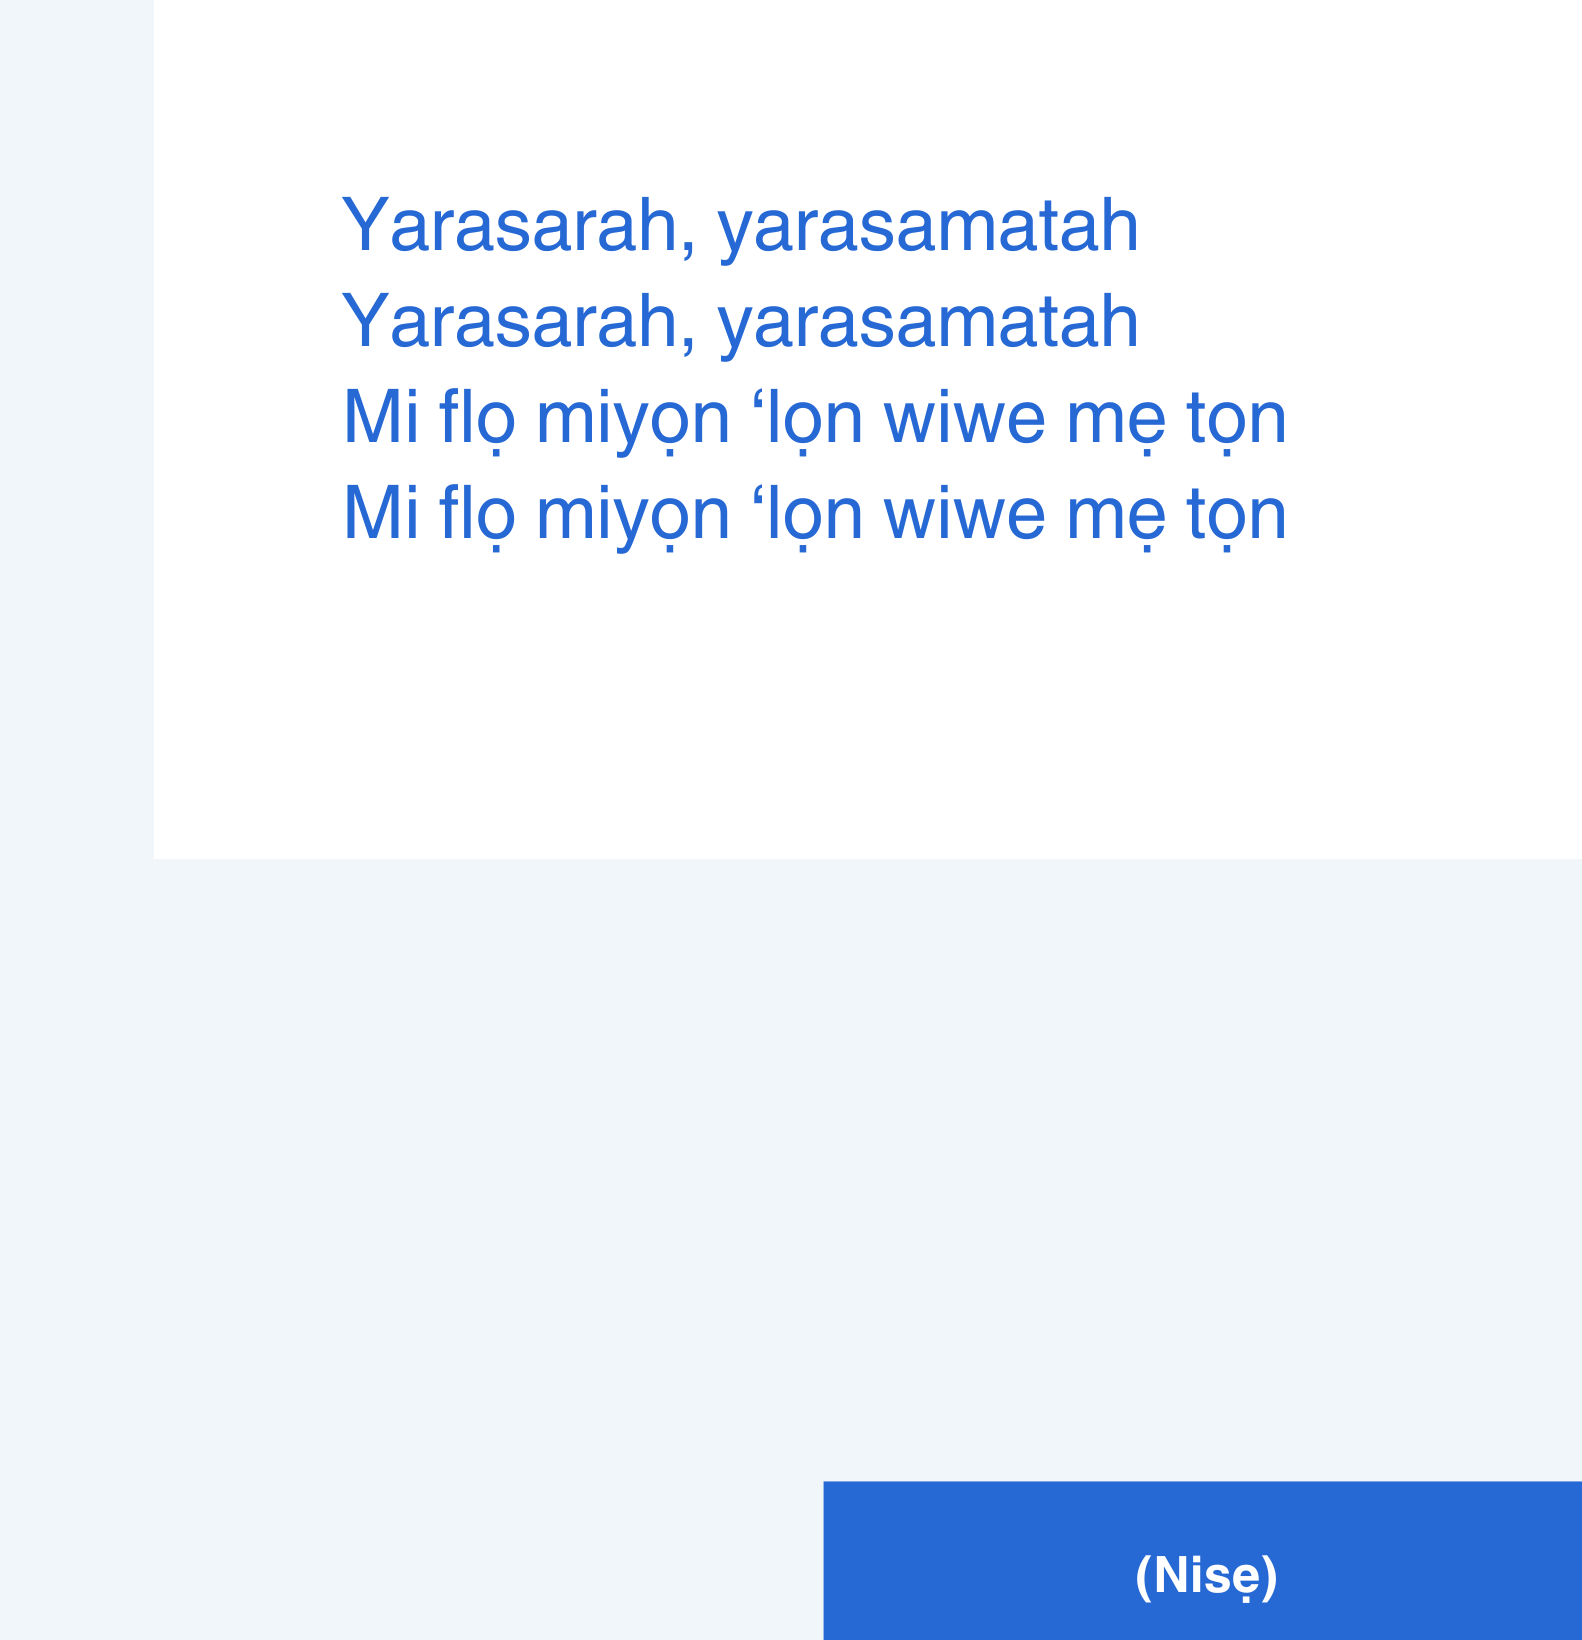 Yarasarah, yarasamatah
Yarasarah, yarasamatah
Mi flọ miyọn ‘lọn wiwe mẹ tọn
Mi flọ miyọn ‘lọn wiwe mẹ tọn
(Nisẹ)